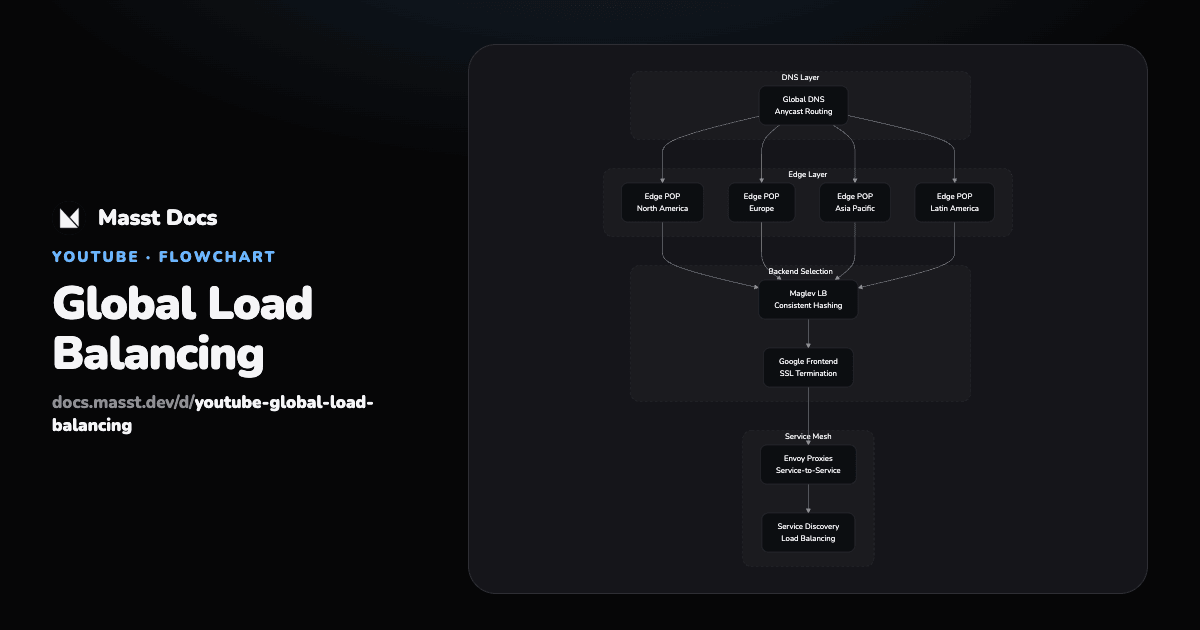 Masst Docs
YOUTUBE · FLOWCHART
Global Load
Balancing
docs.masst.dev/d/youtube-global-load-
balancing
DNS Layer
Global DNS
Anycast Routing
Edge Layer
Edge POP
North America
Edge POP
Europe
Edge POP
Asia Pacific
Edge POP
Latin America
Backend Selection
Maglev LB
Consistent Hashing
Google Frontend
SSL Termination
Service Mesh
Envoy Proxies
Service-to-Service
Service Discovery
Load Balancing